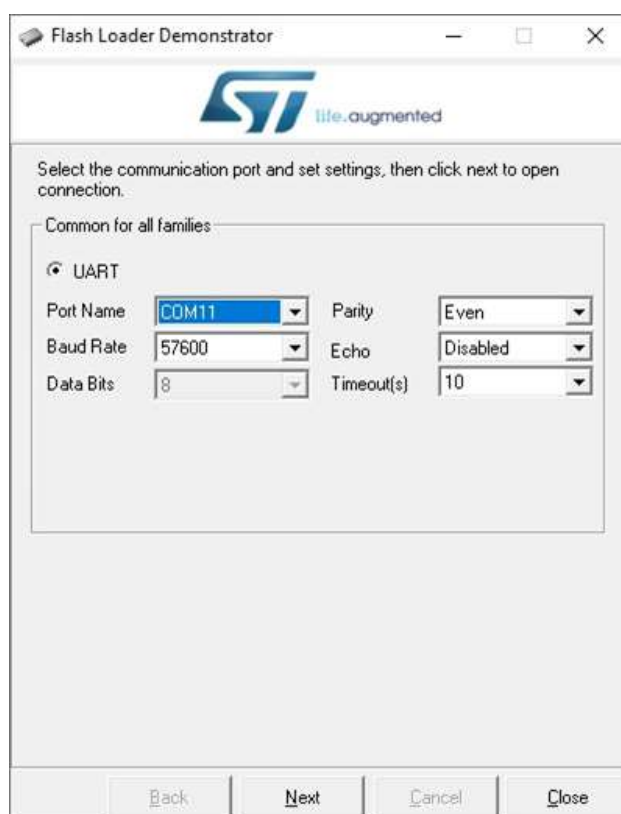 Flash Loader Demonstrator
ST life.augmented
Select the communication port and set settings, then click next to open
connection.
Common for all families
UART
Port Name COM11 Parity Even
Baud Rate 57600 Echo Disabled
Data Bits 8 Timeout(s) 10
Back Next Cancel Close